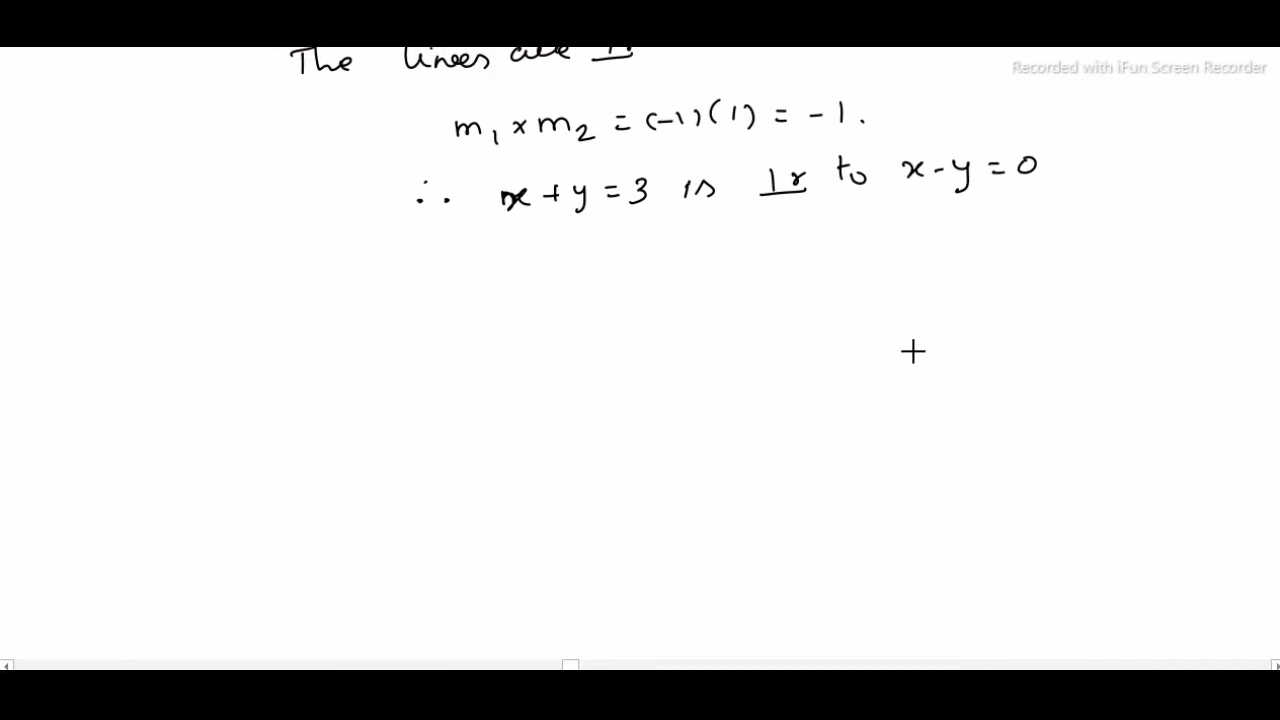 The lines are ⊥r
Recorded with iFun Screen Recorder
m₁ × m₂ = (-1)(1) = -1.
∴ x + y = 3 is ⊥r to x - y = 0